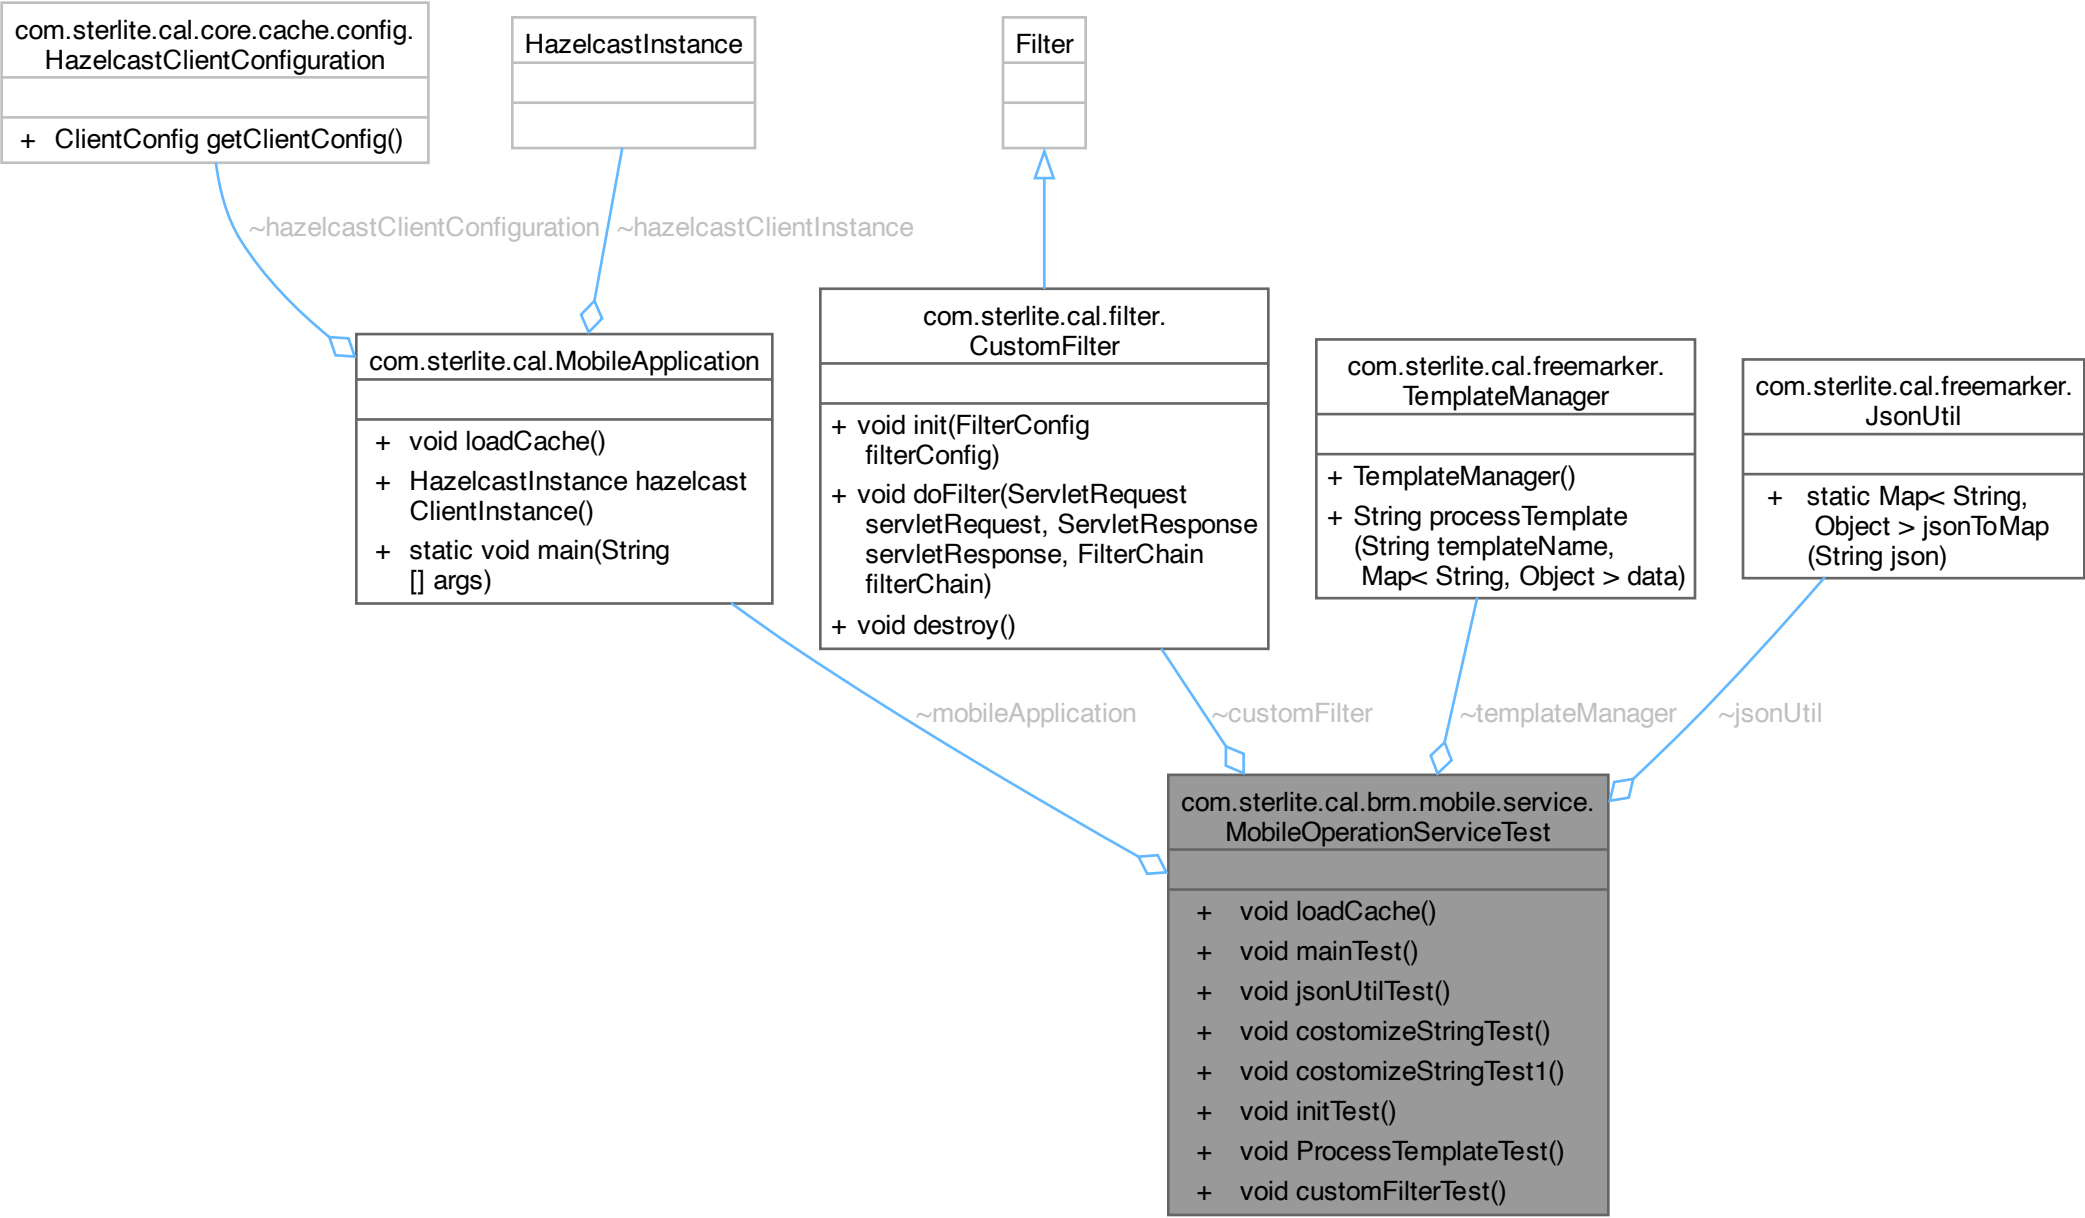 com.sterlite.cal.core.cache.config.
HazelcastClientConfiguration
+ ClientConfig getClientConfig()
HazelcastInstance
Filter
~hazelcastClientConfiguration
~hazelcastClientInstance
com.sterlite.cal.MobileApplication
+ void loadCache()
+ HazelcastInstance hazelcast
ClientInstance()
+ static void main(String
[] args)
com.sterlite.cal.filter.
CustomFilter
+ void init(FilterConfig
filterConfig)
+ void doFilter(ServletRequest
servletRequest, ServletResponse
servletResponse, FilterChain
filterChain)
+ void destroy()
com.sterlite.cal.freemarker.
TemplateManager
+ TemplateManager()
+ String processTemplate
(String templateName,
Map< String, Object > data)
com.sterlite.cal.freemarker.
JsonUtil
+ static Map< String,
Object > jsonToMap
(String json)
~mobileApplication
~customFilter
~templateManager
~jsonUtil
com.sterlite.cal.brm.mobile.service.
MobileOperationServiceTest
+ void loadCache()
+ void mainTest()
+ void jsonUtilTest()
+ void costomizeStringTest()
+ void costomizeStringTest1()
+ void initTest()
+ void ProcessTemplateTest()
+ void customFilterTest()